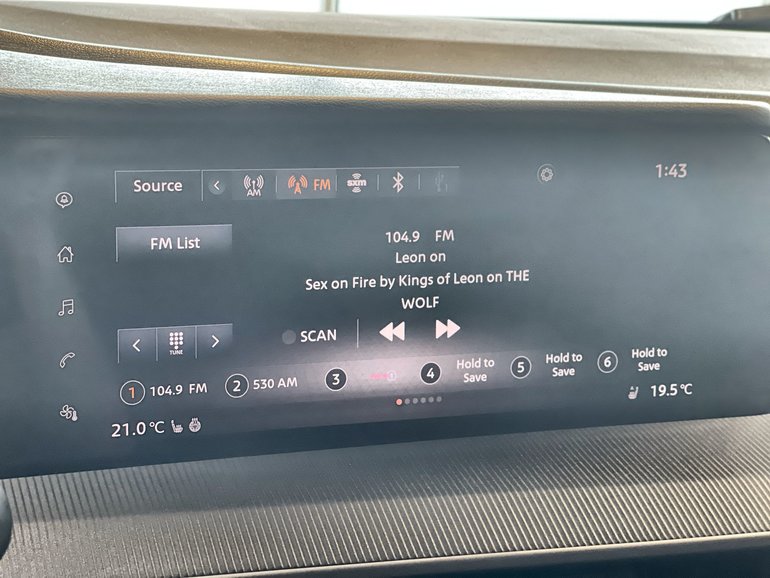 Source
AM
FM
sxm
1:43
FM List
104.9 FM
Leon on
Sex on Fire by Kings of Leon on THE
WOLF
TUNE
SCAN
1 104.9 FM
2 530 AM
3
4 Hold to
Save
5 Hold to
Save
6 Hold to
Save
21.0°C
19.5°C